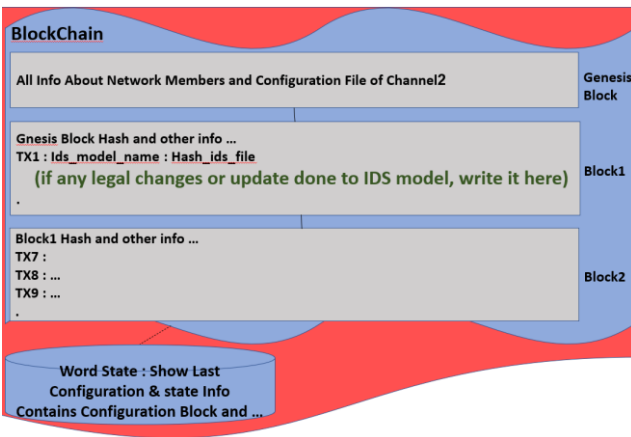 BlockChain
All Info About Network Members and Configuration File of Channel2
Genesis
Block
Gnesis Block Hash and other info ...
TX1 : Ids_model_name : Hash_ids_file
(if any legal changes or update done to IDS model, write it here)
.
Block1
Block1 Hash and other info ...
TX7 :
TX8 : ...
TX9 : ...
.
Block2
Word State : Show Last
Configuration & state Info
Contains Configuration Block and ...